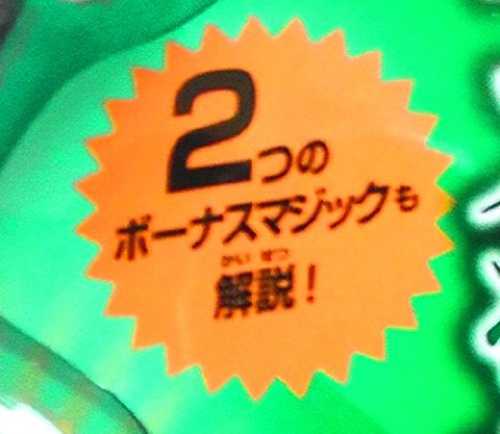 2つの
ボーナスマジックも
かいせつ
解説！